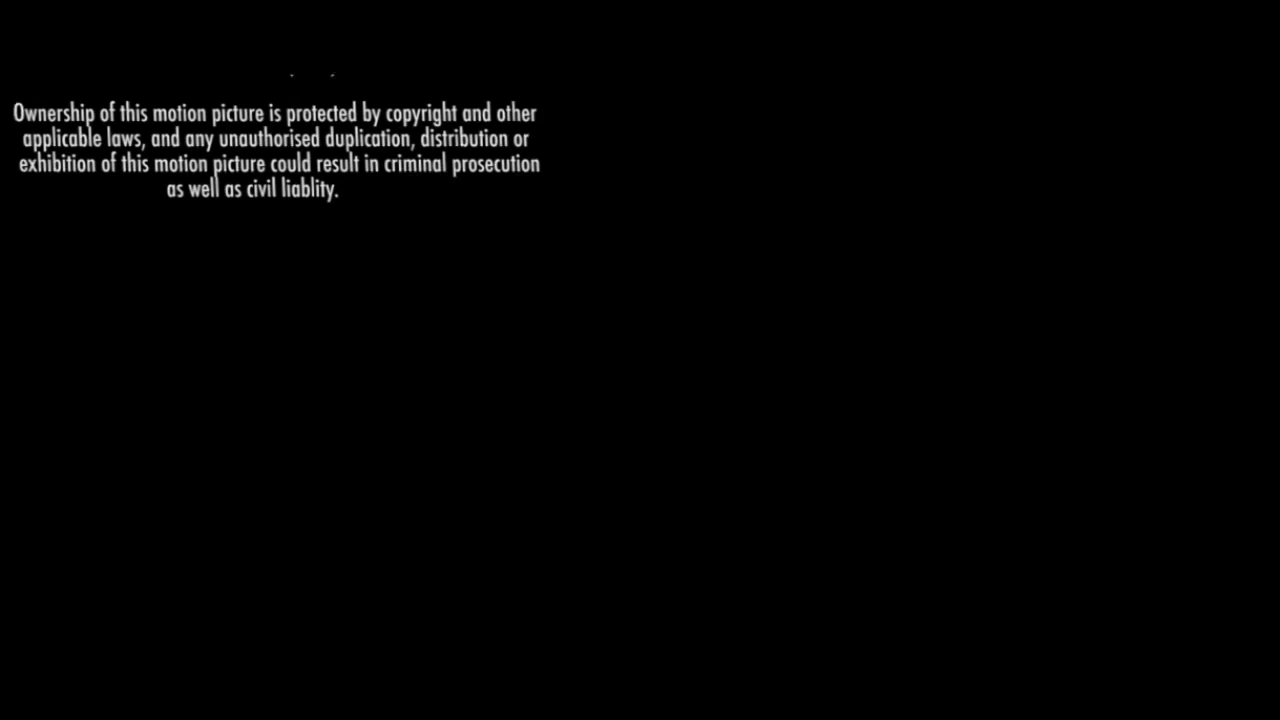 Ownership of this motion picture is protected by copyright and other
applicable laws, and any unauthorised duplication, distribution or
exhibition of this motion picture could result in criminal prosecution
as well as civil liablity.